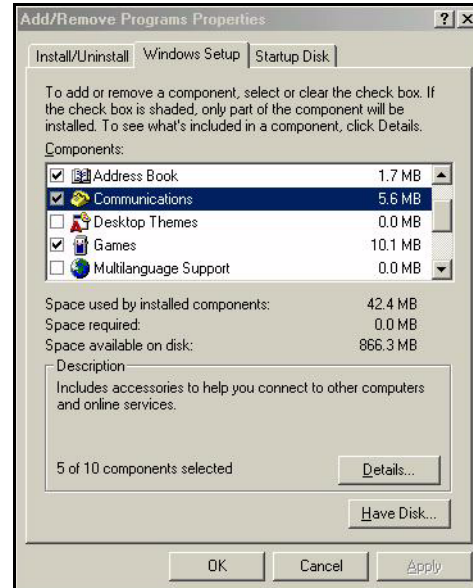 Add/Remove Programs Properties
Install/Uninstall Windows Setup Startup Disk
To add or remove a component, select or clear the check box. If
the check box is shaded, only part of the component will be
installed. To see what's included in a component, click Details.
Components:
Address Book 1.7 MB
Communications 5.6 MB
Desktop Themes 0.0 MB
Games 10.1 MB
Multilanguage Support 0.0 MB
Space used by installed components: 42.4 MB
Space required: 0.0 MB
Space available on disk: 866.3 MB
Description
Includes accessories to help you connect to other computers
and online services.
5 of 10 components selected
Details...
Have Disk...
OK Cancel Apply